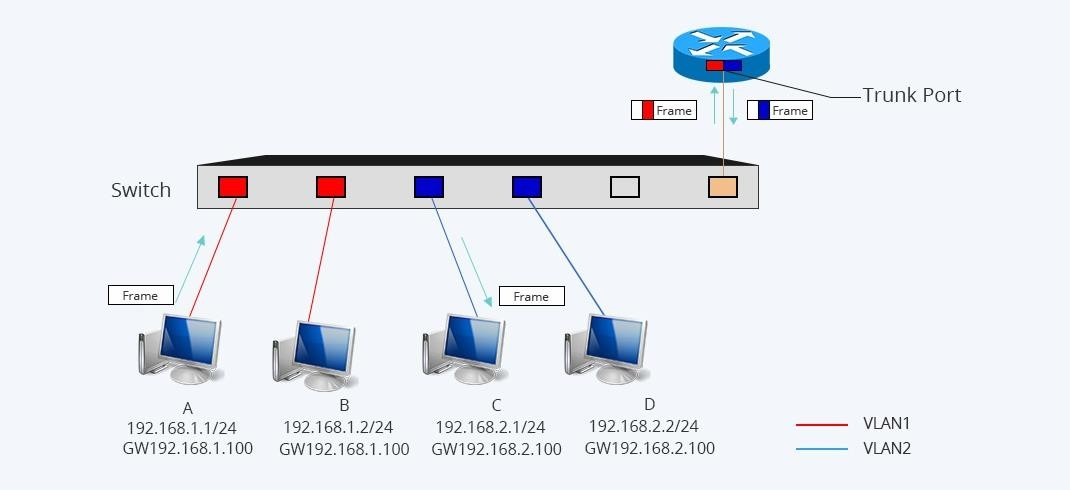 Trunk Port
Frame
Frame
Switch
Frame
Frame
A
192.168.1.1/24
GW192.168.1.100
B
192.168.1.2/24
GW192.168.1.100
C
192.168.2.1/24
GW192.168.2.100
D
192.168.2.2/24
GW192.168.2.100
VLAN1
VLAN2